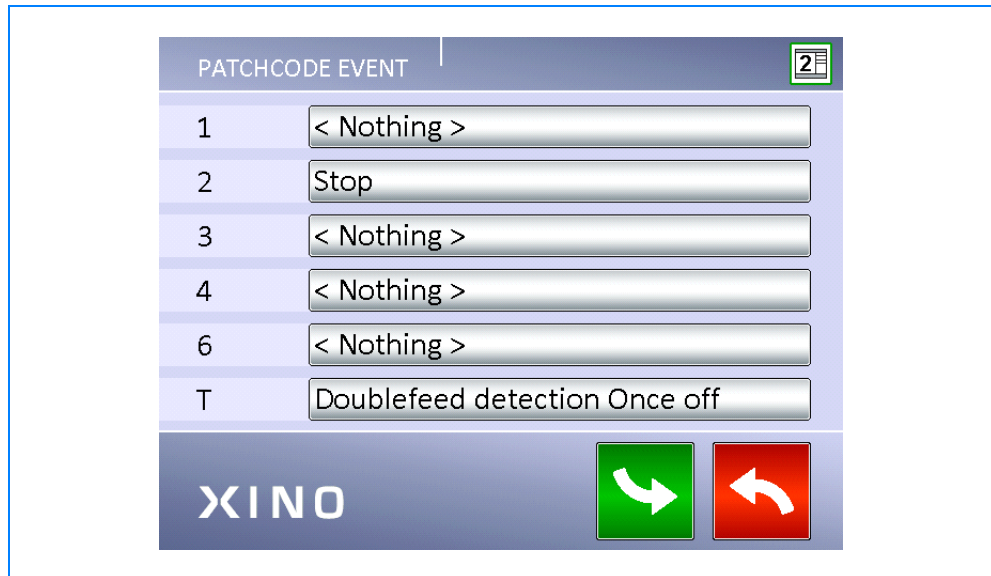 PATCHCODE EVENT
2
1 < Nothing >
2 Stop
3 < Nothing >
4 < Nothing >
6 < Nothing >
T Doublefeed detection Once off
XINO